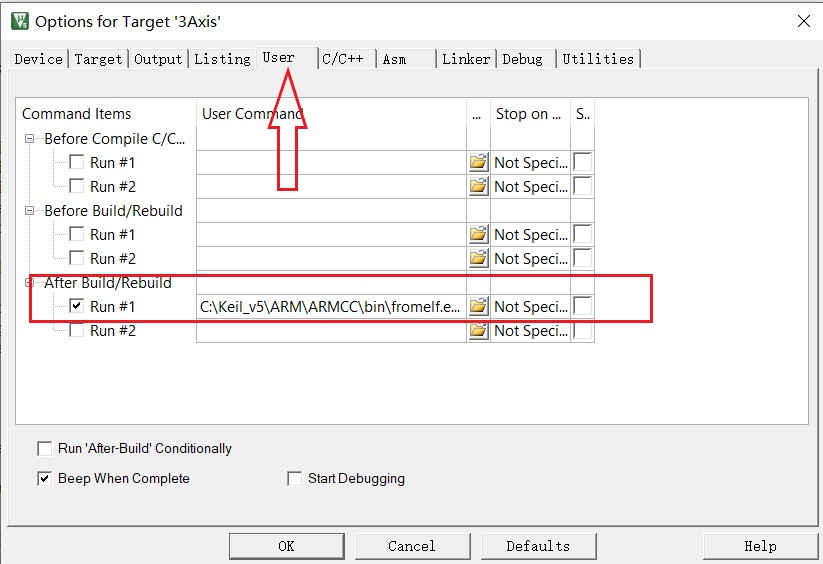 Options for Target '3Axis'
Device Target Output Listing User C/C++ Asm Linker Debug Utilities
Command Items User Command ... Stop on ... S..
Before Compile C/C...
Run #1 Not Speci...
Run #2 Not Speci...
Before Build/Rebuild
Run #1 Not Speci...
Run #2 Not Speci...
After Build/Rebuild
Run #1 C:\Keil_v5\ARM\ARMCC\bin\fromelf.e... Not Speci...
Run #2 Not Speci...
Run 'After-Build' Conditionally
Beep When Complete Start Debugging
OK Cancel Defaults Help